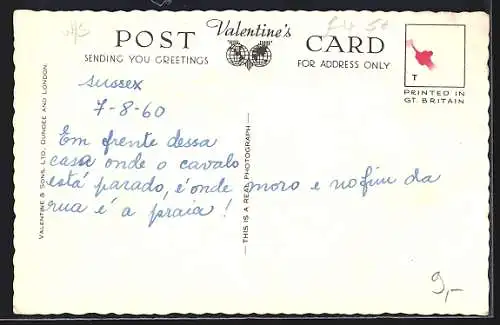 Valentine's
POST CARD
SENDING YOU GREETINGS
FOR ADDRESS ONLY
T
PRINTED IN
GT. BRITAIN
VALENTINE & SONS, LTD., DUNDEE AND LONDON
THIS IS A REAL PHOTOGRAPH
Sussex
7-8-60
Em frente dessa
casa onde o cavalo
está parado, é onde moro e no fim da
rua é a praia !
9,-